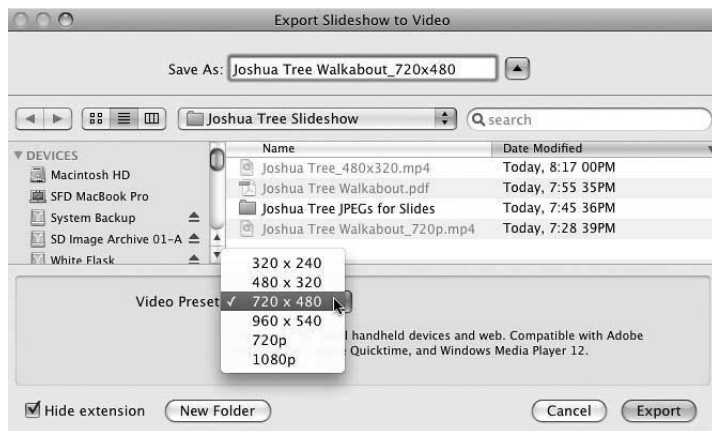 Export Slideshow to Video
Save As: Joshua Tree Walkabout_720x480
Joshua Tree Slideshow
search
Name Date Modified
DEVICES
Macintosh HD
SFD MacBook Pro
System Backup
SD Image Archive 01-A
White Flask
Joshua Tree_480x320.mp4 Today, 8:17 00PM
Joshua Tree Walkabout.pdf Today, 7:55 35PM
Joshua Tree JPEGs for Slides Today, 7:45 36PM
Joshua Tree Walkabout_720p.mp4 Today, 7:28 39PM
Video Preset
320 x 240
480 x 320
720 x 480
960 x 540
720p
1080p
handheld devices and web. Compatible with Adobe
Quicktime, and Windows Media Player 12.
Hide extension
New Folder
Cancel
Export